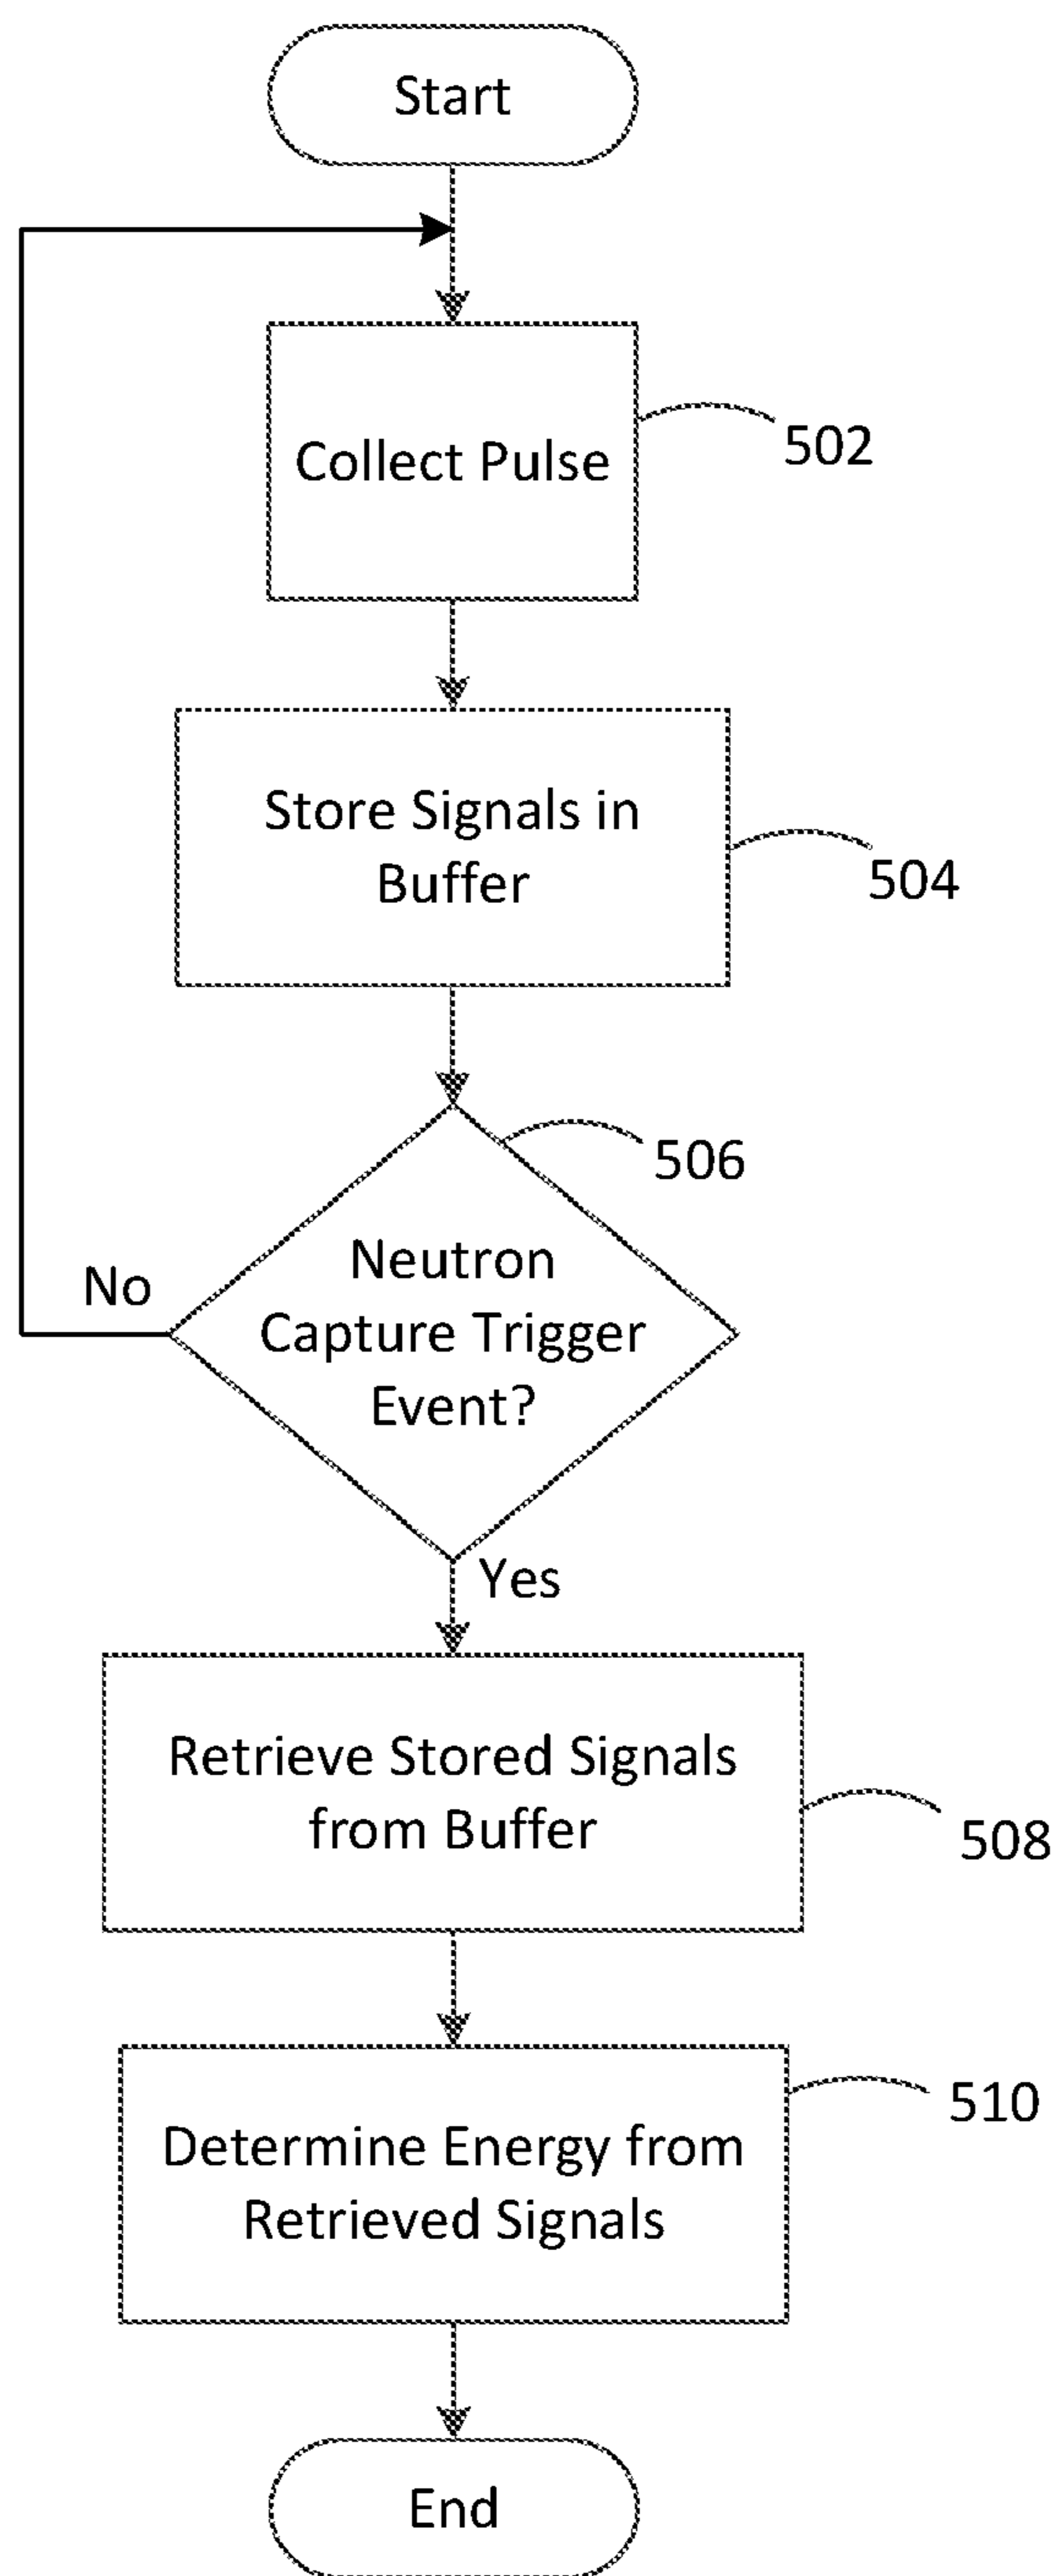 Start
Collect Pulse
502
Store Signals in
Buffer
504
506
Neutron
Capture Trigger
Event?
No
Yes
Retrieve Stored Signals
from Buffer
508
510
Determine Energy from
Retrieved Signals
End